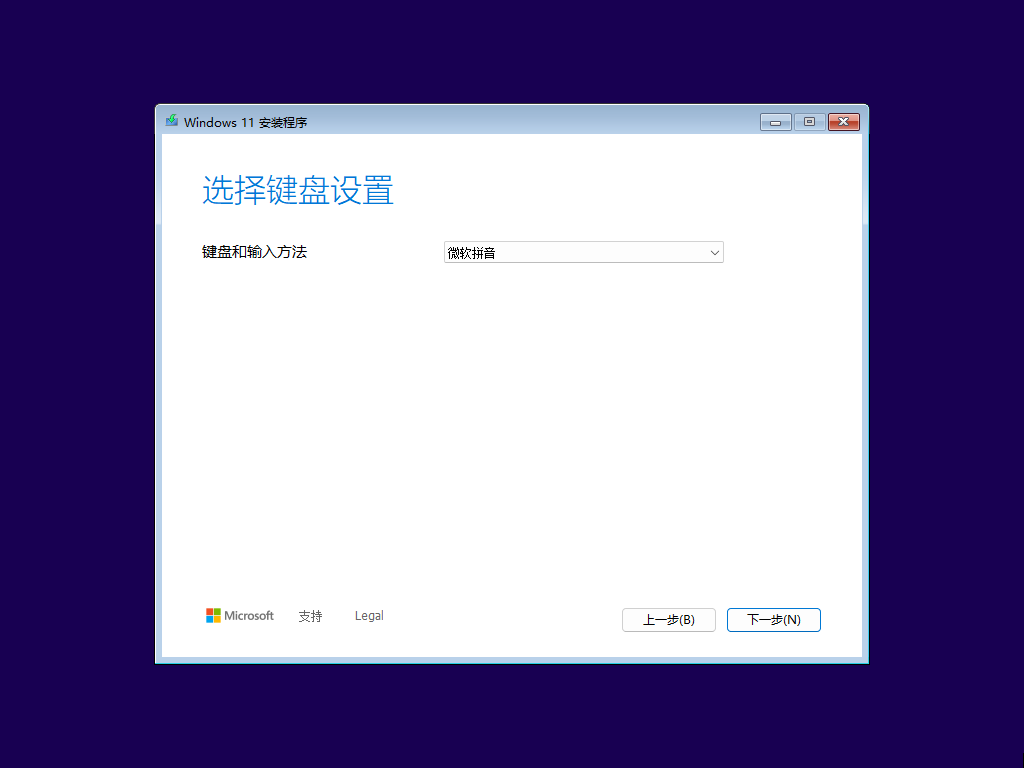 Windows 11 安装程序
选择键盘设置
键盘和输入方法
微软拼音
Microsoft 支持 Legal
上一步(B) 下一步(N)